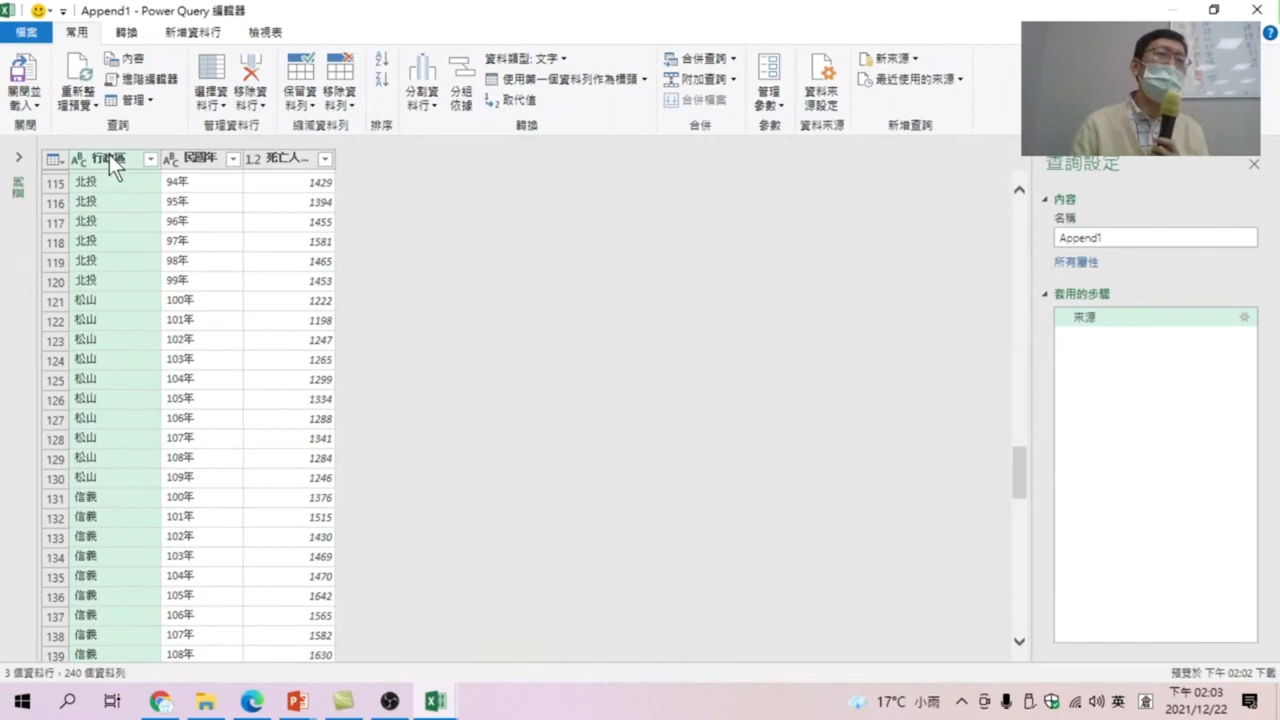 Append1 - Power Query 編輯器
檔案 常用 轉換 新增資料行 檢視表
關閉並
載入
重新整
理預覽
內容
進階編輯器
管理
選擇資
料行
移除資
料行
保留資
料列
移除資
料列
分割資
料行
分組
依據
資料類型: 文字
使用第一個資料列作為標頭
取代值
合併查詢
附加查詢
合併檔案
管理
參數
資料來
源設定
新來源
最近使用的來源
關閉 查詢 管理資料行 縮減資料列 排序 轉換 合併 參數 資料來源 新增查詢
行政區 民國年 1.2 死亡人...
115 北投 94年 1429
116 北投 95年 1394
117 北投 96年 1455
118 北投 97年 1581
119 北投 98年 1465
120 北投 99年 1453
121 松山 100年 1222
122 松山 101年 1198
123 松山 102年 1247
124 松山 103年 1265
125 松山 104年 1299
126 松山 105年 1334
127 松山 106年 1288
128 松山 107年 1341
129 松山 108年 1284
130 松山 109年 1246
131 信義 100年 1376
132 信義 101年 1515
133 信義 102年 1430
134 信義 103年 1469
135 信義 104年 1470
136 信義 105年 1642
137 信義 106年 1565
138 信義 107年 1582
139 信義 108年 1630
查詢設定
內容
名稱
Append1
所有屬性
套用的步驟
來源
3 個資料行，240 個資料列
預覽於 下午 02:02 下載
17°C 小雨
英
下午 02:03
2021/12/22